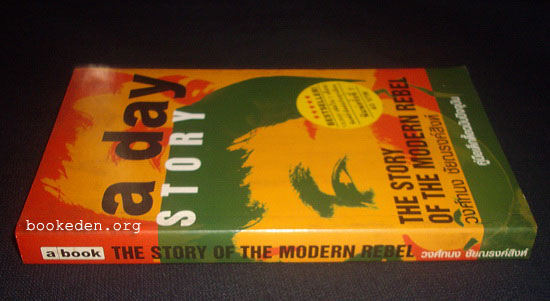 a day
STORY
BESTSELLER!
THE STORY
OF THE MODERN REBEL
วงศ์ทนง ชัยณรงค์สิงห์
bookeden.org
a book THE STORY OF THE MODERN REBEL วงศ์ทนง ชัยณรงค์สิงห์